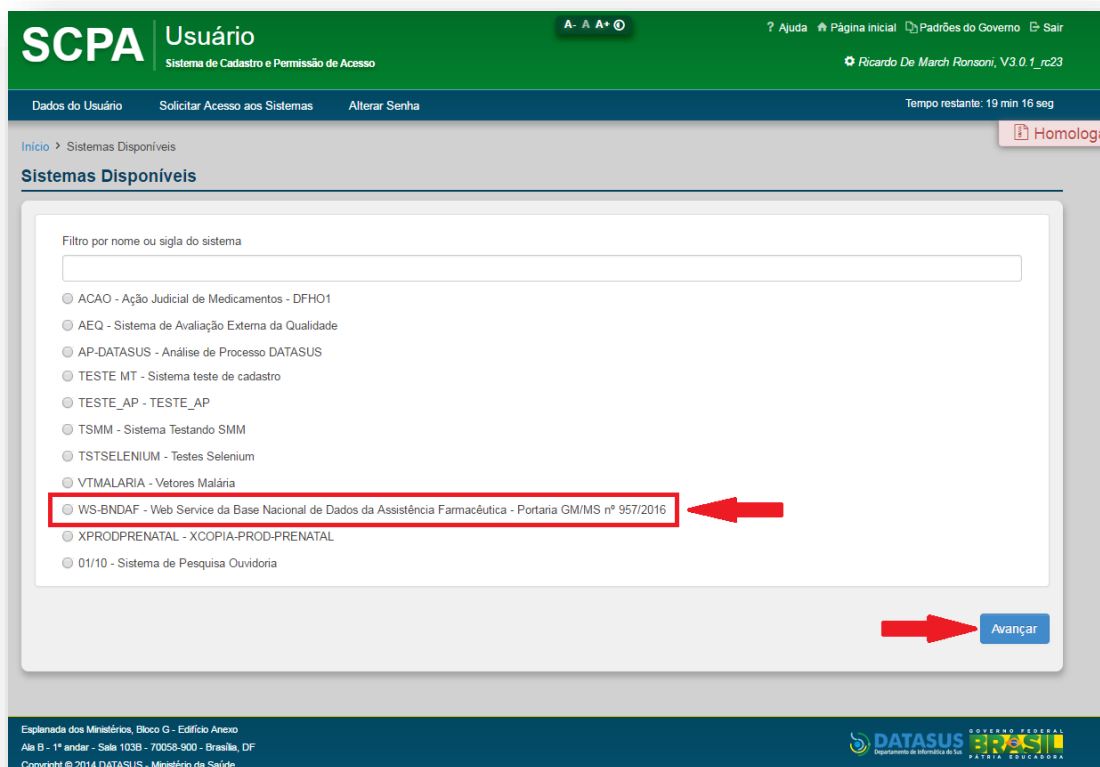 SCPA
Usuário
Sistema de Cadastro e Permissão de Acesso
A- A A+
? Ajuda Página inicial Padrões do Governo Sair
Ricardo De March Ronsoni, V3.0.1_rc23
Dados do Usuário Solicitar Acesso aos Sistemas Alterar Senha Tempo restante: 19 min 16 seg
Homologa
Início > Sistemas Disponíveis
Sistemas Disponíveis
Filtro por nome ou sigla do sistema
ACAO - Ação Judicial de Medicamentos - DFHO1
AEQ - Sistema de Avaliação Externa da Qualidade
AP-DATASUS - Análise de Processo DATASUS
TESTE MT - Sistema teste de cadastro
TESTE_AP - TESTE_AP
TSMM - Sistema Testando SMM
TSTSELENIUM - Testes Selenium
VTMALARIA - Vetores Malária
WS-BNDAF - Web Service da Base Nacional de Dados da Assistência Farmacêutica - Portaria GM/MS nº 957/2016
XPRODPRENATAL - XCOPIA-PROD-PRENATAL
01/10 - Sistema de Pesquisa Ouvidoria
Avançar
Esplanada dos Ministérios, Bloco G - Edifício Anexo
Ala B - 1º andar - Sala 103B - 70058-900 - Brasília, DF
Copyright © 2014 DATASUS - Ministério da Saúde
DATASUS
Departamento de Informática do Sus
GOVERNO FEDERAL
BRASIL
PÁTRIA EDUCADORA